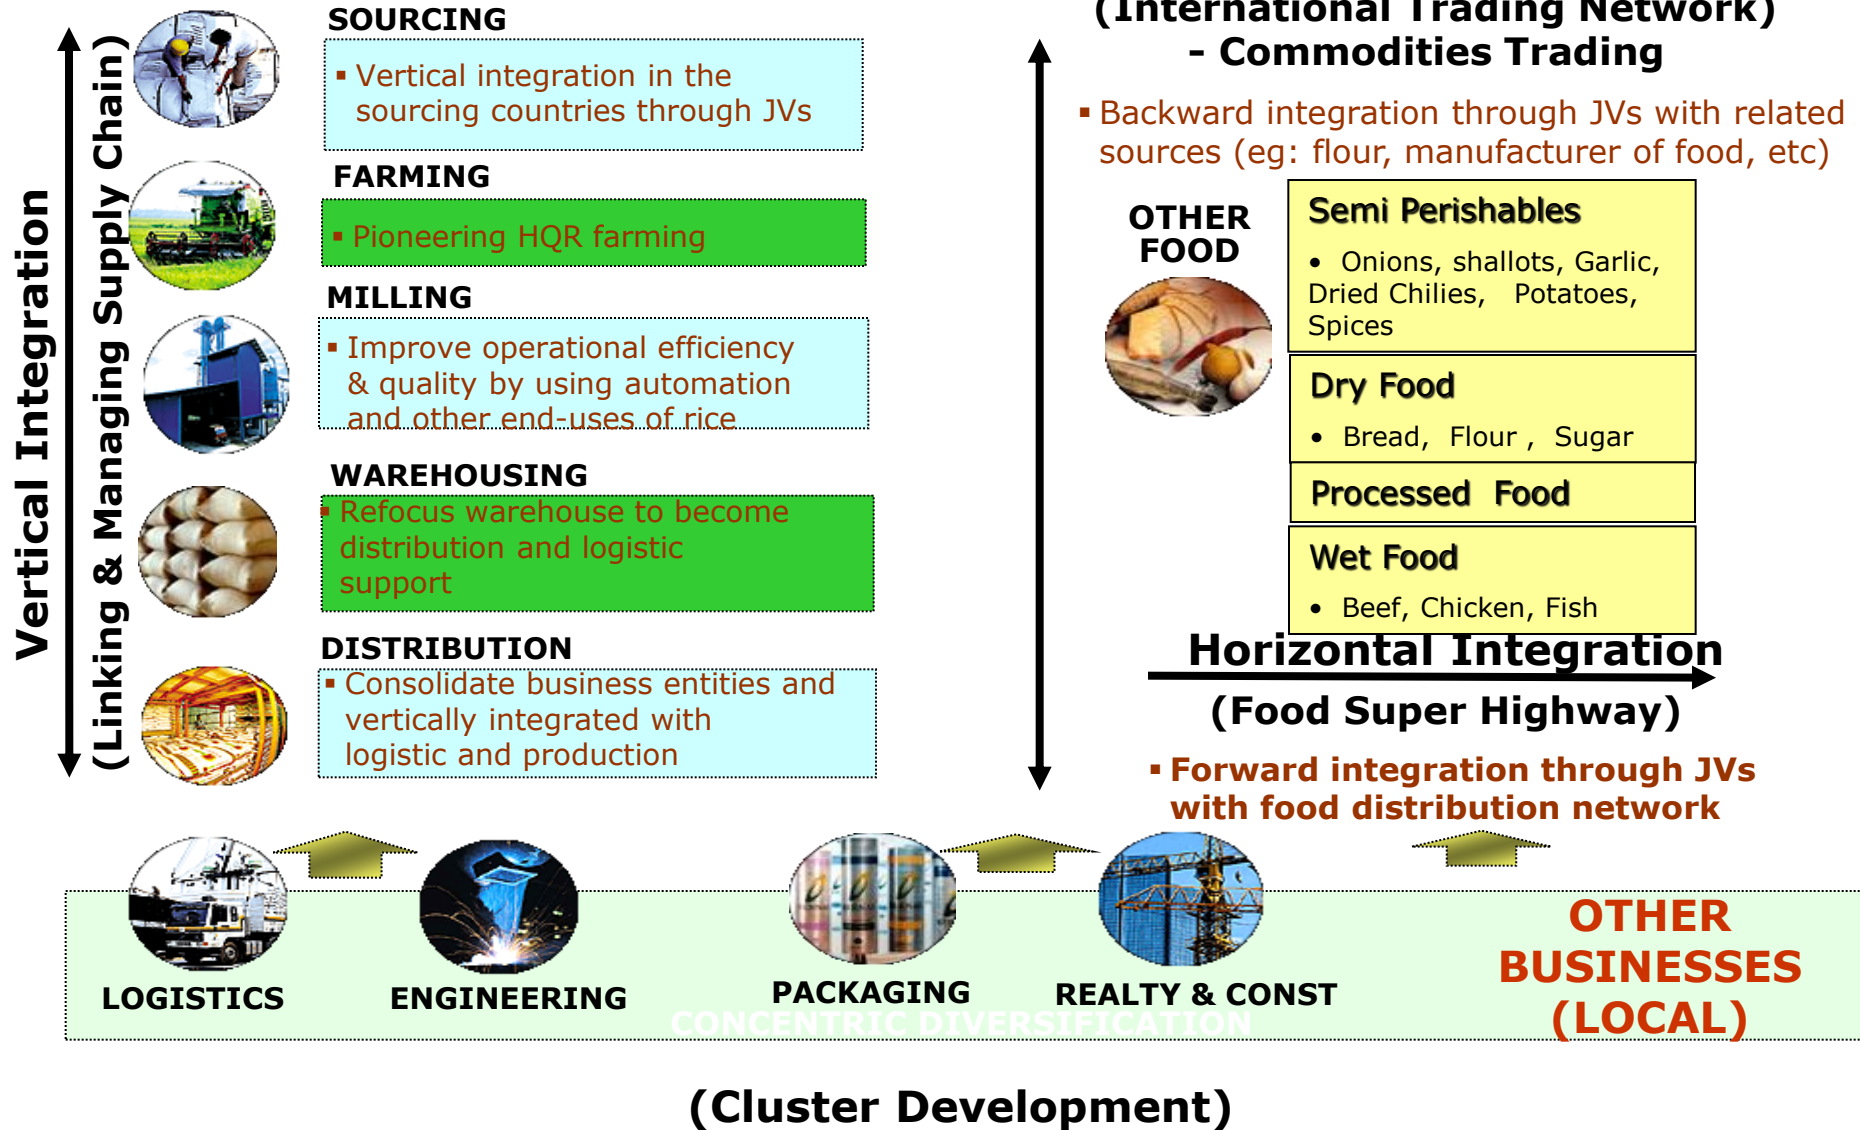 Vertical Integration
(Linking & Managing Supply Chain)
SOURCING
▪ Vertical integration in the
sourcing countries through JVs
FARMING
▪ Pioneering HQR farming
MILLING
▪ Improve operational efficiency
& quality by using automation
and other end-uses of rice
WAREHOUSING
▪ Refocus warehouse to become
distribution and logistic
support
DISTRIBUTION
▪ Consolidate business entities and
vertically integrated with
logistic and production
(International Trading Network)
- Commodities Trading
▪ Backward integration through JVs with related
sources (eg: flour, manufacturer of food, etc)
OTHER
FOOD
Semi Perishables
• Onions, shallots, Garlic,
Dried Chilies, Potatoes,
Spices
Dry Food
• Bread, Flour , Sugar
Processed Food
Wet Food
• Beef, Chicken, Fish
Horizontal Integration
(Food Super Highway)
▪ Forward integration through JVs
with food distribution network
LOGISTICS
ENGINEERING
PACKAGING
REALTY & CONST
CONCENTRIC DIVERSIFICATION
OTHER
BUSINESSES
(LOCAL)
(Cluster Development)